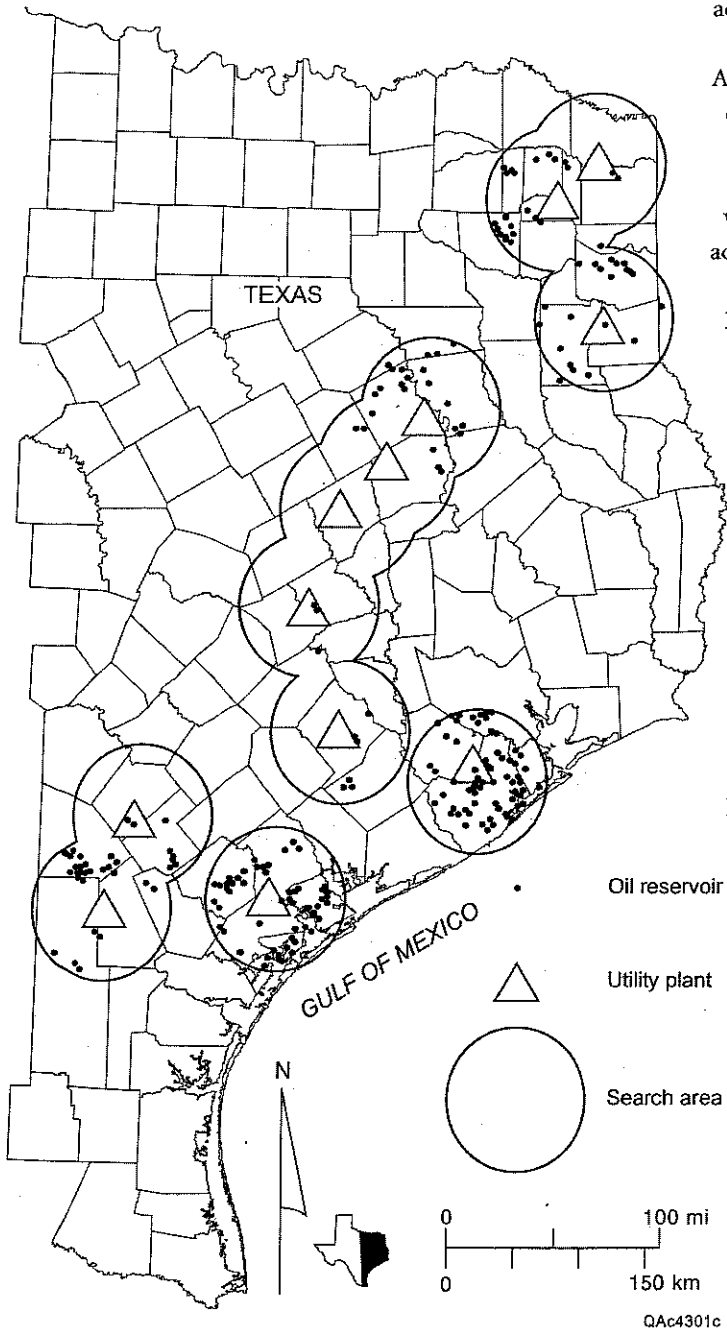 TEXAS
Oil reservoir
GULF OF MEXICO
Utility plant
N
Search area
0 100 mi
0 150 km
QAc4301c